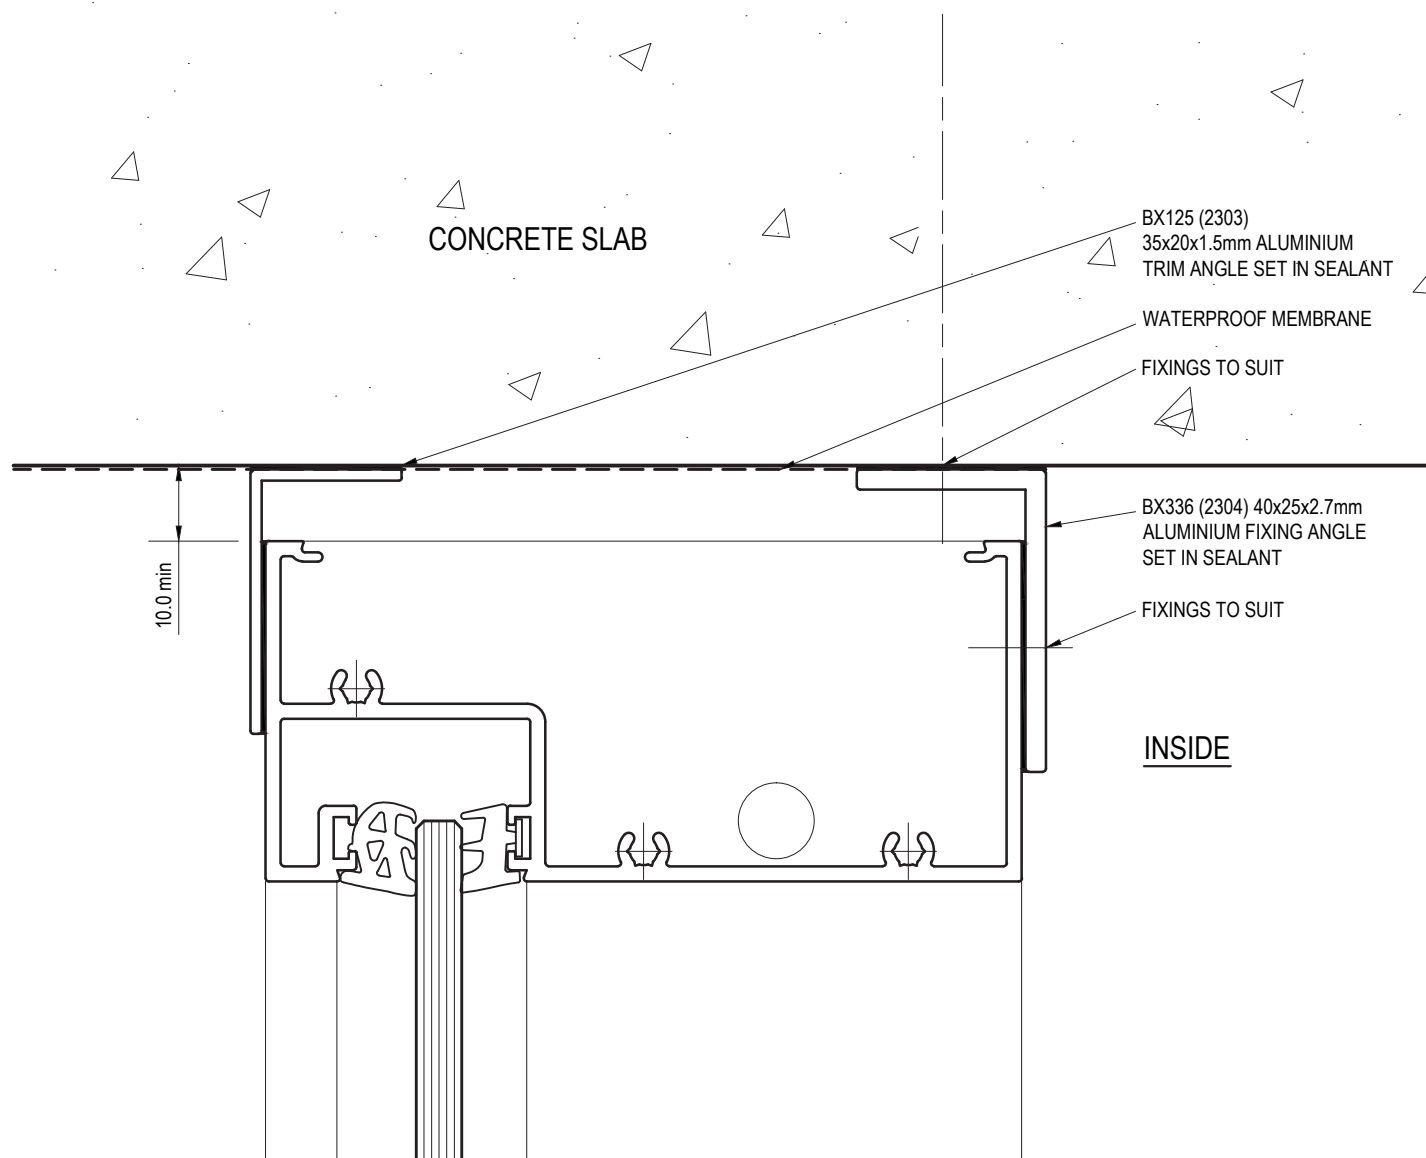 CONCRETE SLAB
BX125 (2303)
35x20x1.5mm ALUMINIUM
TRIM ANGLE SET IN SEALANT
WATERPROOF MEMBRANE
FIXINGS TO SUIT
BX336 (2304) 40x25x2.7mm
ALUMINIUM FIXING ANGLE
SET IN SEALANT
FIXINGS TO SUIT
10.0 min
INSIDE